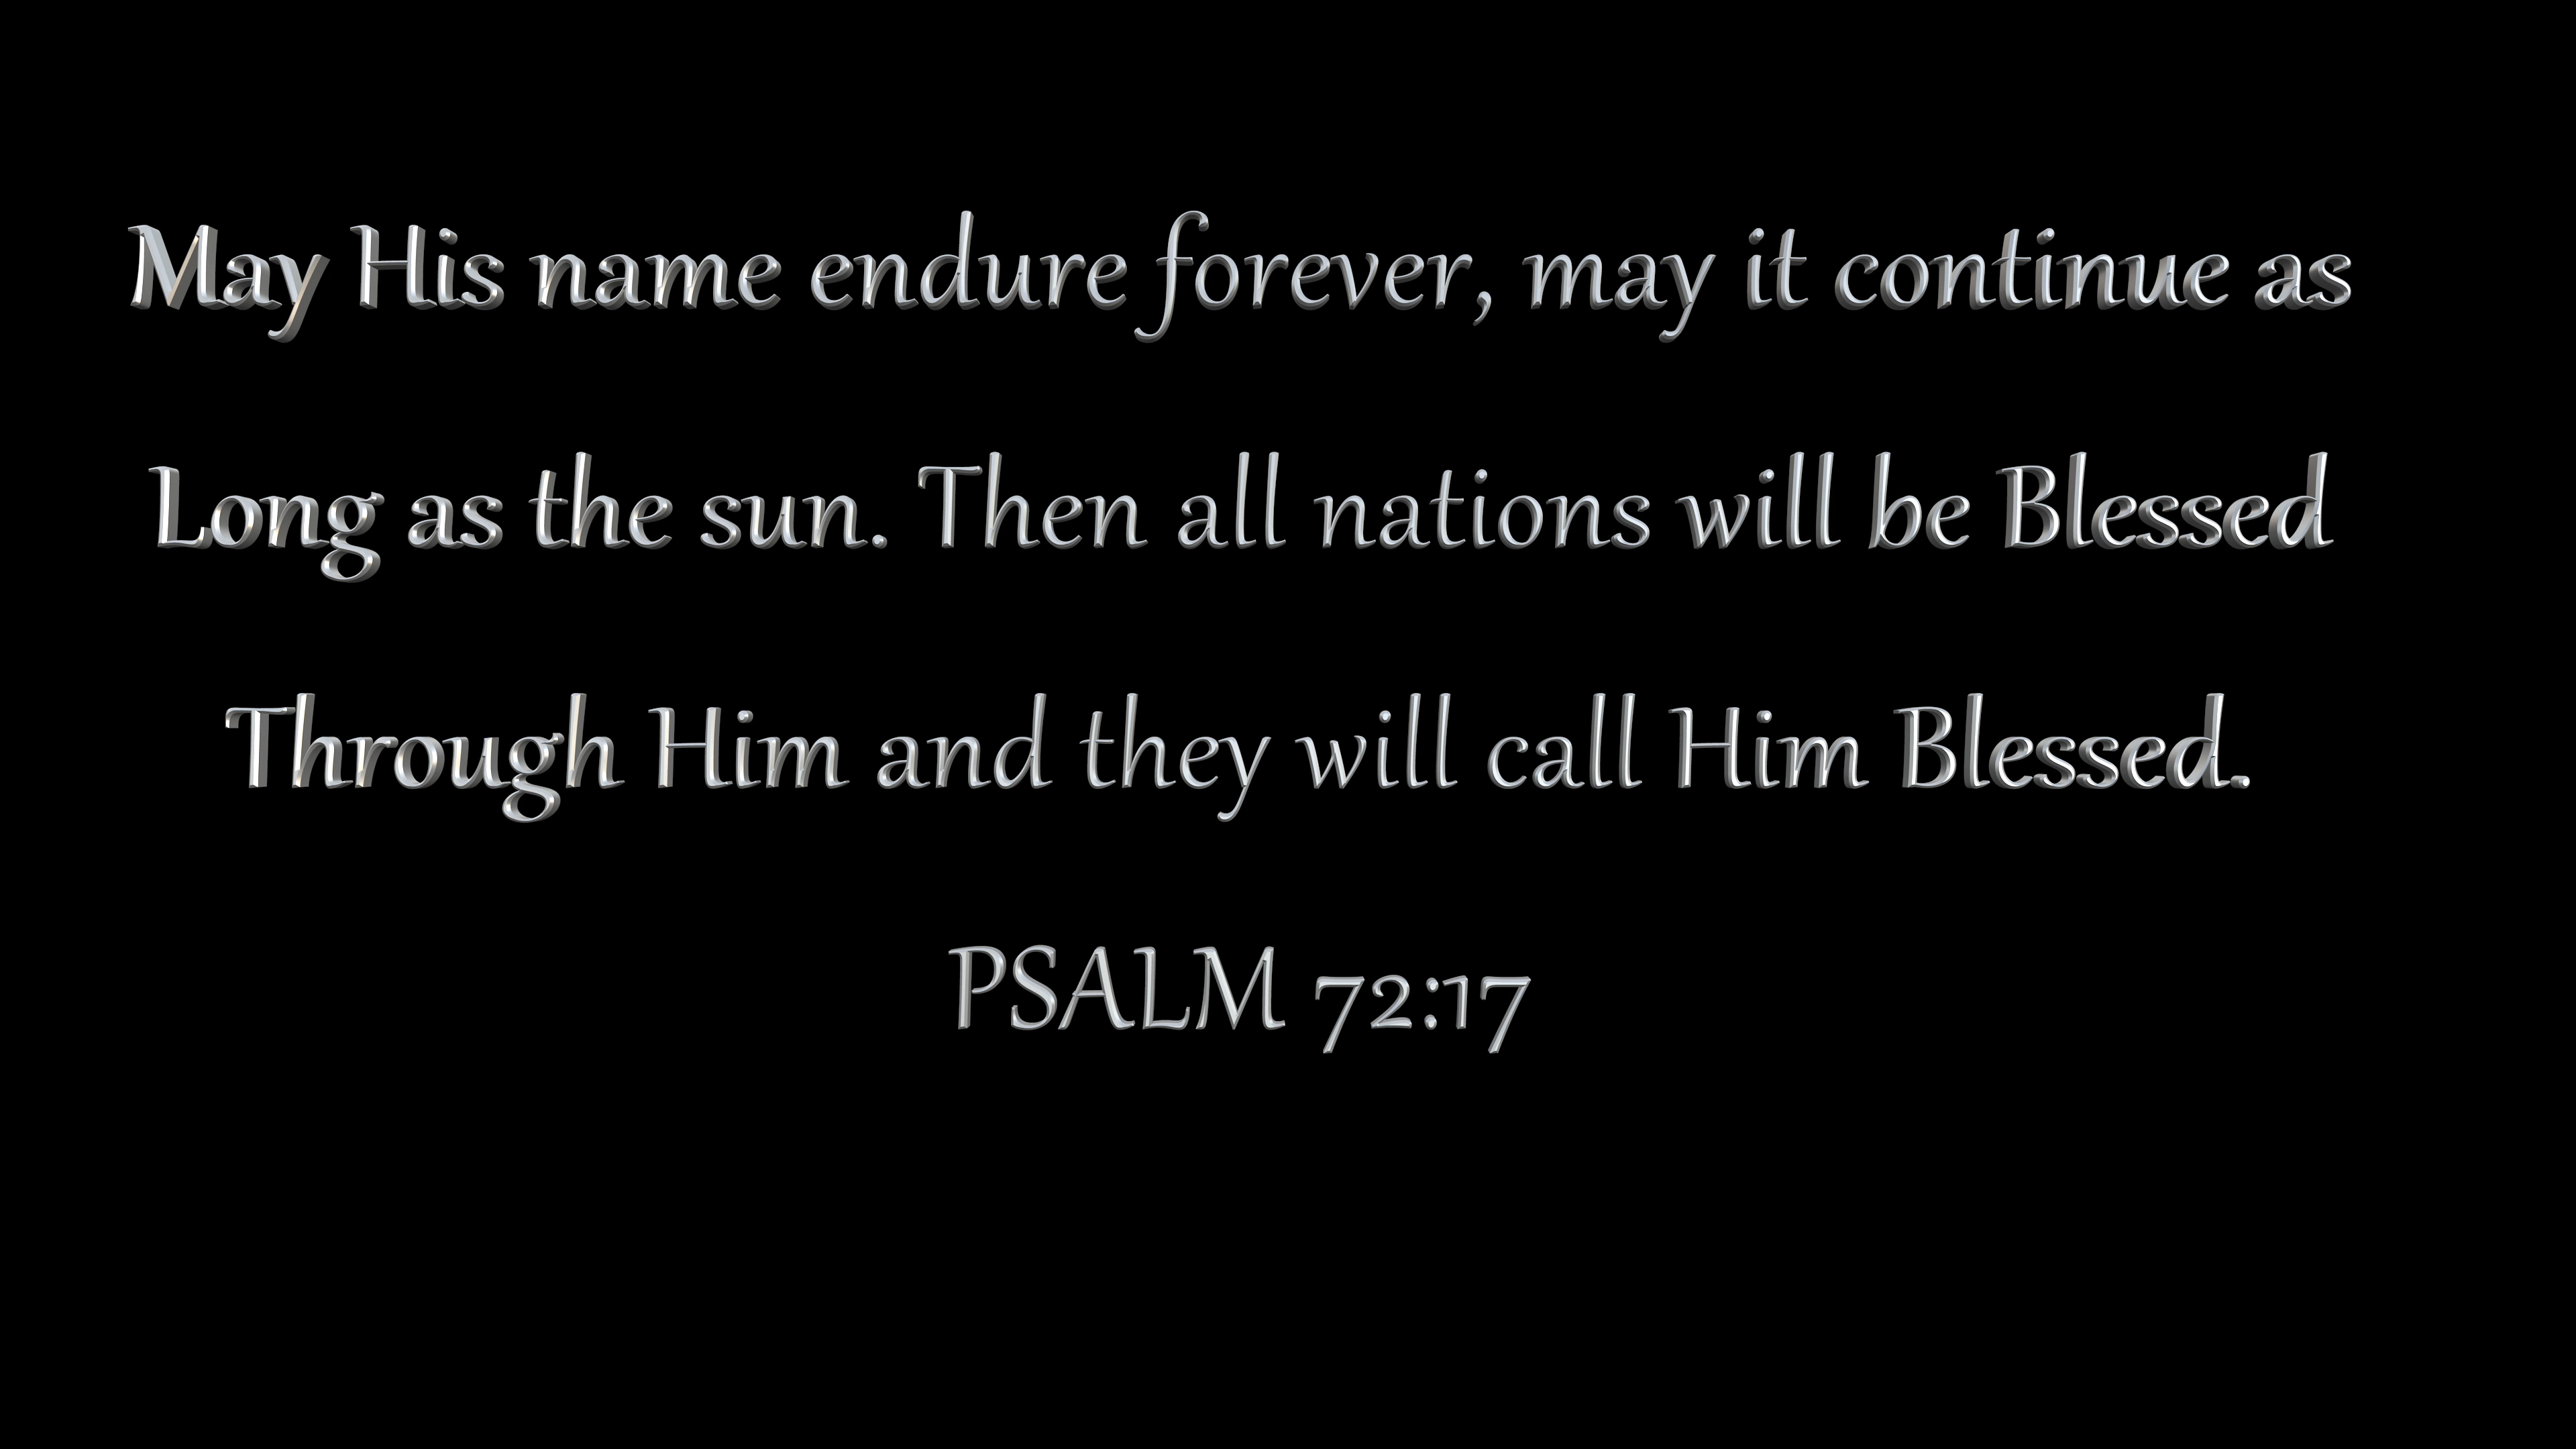 May His name endure forever, may it continue as
Long as the sun. Then all nations will be Blessed
Through Him and they will call Him Blessed.
PSALM 72:17